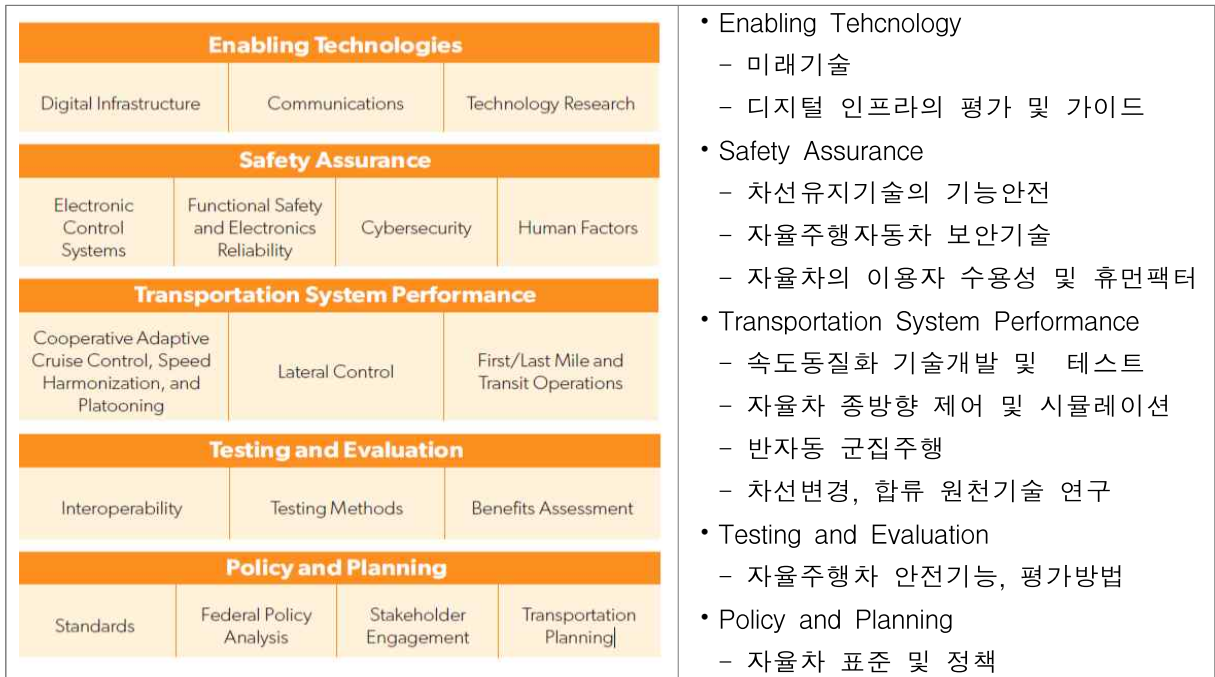 Enabling Technologies
Digital Infrastructure
Communications
Technology Research
Safety Assurance
Electronic
Control
Systems
Functional Safety
and Electronics
Reliability
Cybersecurity
Human Factors
Transportation System Performance
Cooperative Adaptive
Cruise Control, Speed
Harmonization, and
Platooning
Lateral Control
First/Last Mile and
Transit Operations
Testing and Evaluation
Interoperability
Testing Methods
Benefits Assessment
Policy and Planning
Standards
Federal Policy
Analysis
Stakeholder
Engagement
Transportation
Planning
• Enabling Tehcnology
– 미래기술
– 디지털 인프라의 평가 및 가이드
• Safety Assurance
– 차선유지기술의 기능안전
– 자율주행자동차 보안기술
– 자율차의 이용자 수용성 및 휴먼팩터
• Transportation System Performance
– 속도동질화 기술개발 및 테스트
– 자율차 종방향 제어 및 시뮬레이션
– 반자동 군집주행
– 차선변경, 합류 원천기술 연구
• Testing and Evaluation
– 자율주행차 안전기능, 평가방법
• Policy and Planning
– 자율차 표준 및 정책